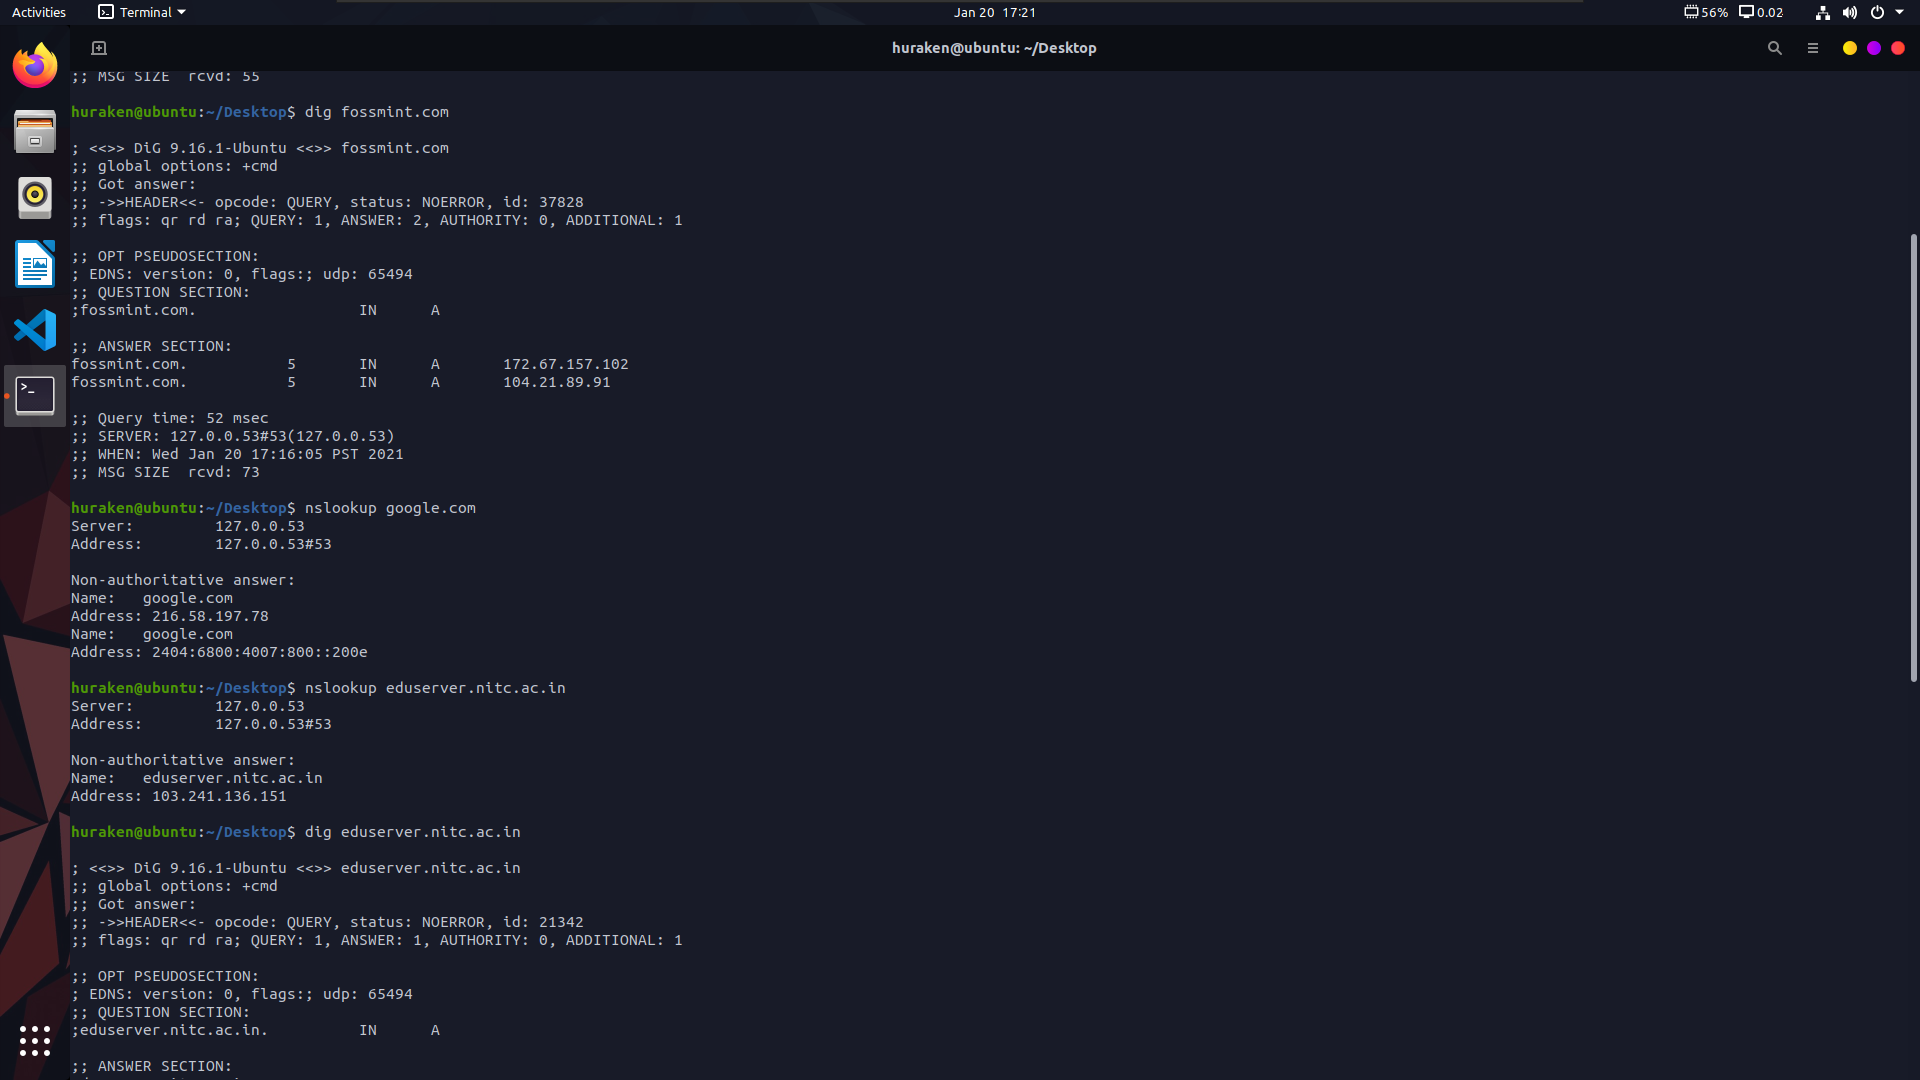 Activities Terminal Jan 20 17:21 56% 0.02
huraken@ubuntu: ~/Desktop
;; MSG SIZE  rcvd: 55
huraken@ubuntu:~/Desktop$ dig fossmint.com
; <<>> DiG 9.16.1-Ubuntu <<>> fossmint.com
;; global options: +cmd
;; Got answer:
;; ->>HEADER<<- opcode: QUERY, status: NOERROR, id: 37828
;; flags: qr rd ra; QUERY: 1, ANSWER: 2, AUTHORITY: 0, ADDITIONAL: 1
;; OPT PSEUDOSECTION:
; EDNS: version: 0, flags:; udp: 65494
;; QUESTION SECTION:
;fossmint.com. IN A
;; ANSWER SECTION:
fossmint.com. 5 IN A 172.67.157.102
fossmint.com. 5 IN A 104.21.89.91
;; Query time: 52 msec
;; SERVER: 127.0.0.53#53(127.0.0.53)
;; WHEN: Wed Jan 20 17:16:05 PST 2021
;; MSG SIZE  rcvd: 73
huraken@ubuntu:~/Desktop$ nslookup google.com
Server: 127.0.0.53
Address: 127.0.0.53#53
Non-authoritative answer:
Name: google.com
Address: 216.58.197.78
Name: google.com
Address: 2404:6800:4007:800::200e
huraken@ubuntu:~/Desktop$ nslookup eduserver.nitc.ac.in
Server: 127.0.0.53
Address: 127.0.0.53#53
Non-authoritative answer:
Name: eduserver.nitc.ac.in
Address: 103.241.136.151
huraken@ubuntu:~/Desktop$ dig eduserver.nitc.ac.in
; <<>> DiG 9.16.1-Ubuntu <<>> eduserver.nitc.ac.in
;; global options: +cmd
;; Got answer:
;; ->>HEADER<<- opcode: QUERY, status: NOERROR, id: 21342
;; flags: qr rd ra; QUERY: 1, ANSWER: 1, AUTHORITY: 0, ADDITIONAL: 1
;; OPT PSEUDOSECTION:
; EDNS: version: 0, flags:; udp: 65494
;; QUESTION SECTION:
;eduserver.nitc.ac.in. IN A
;; ANSWER SECTION: